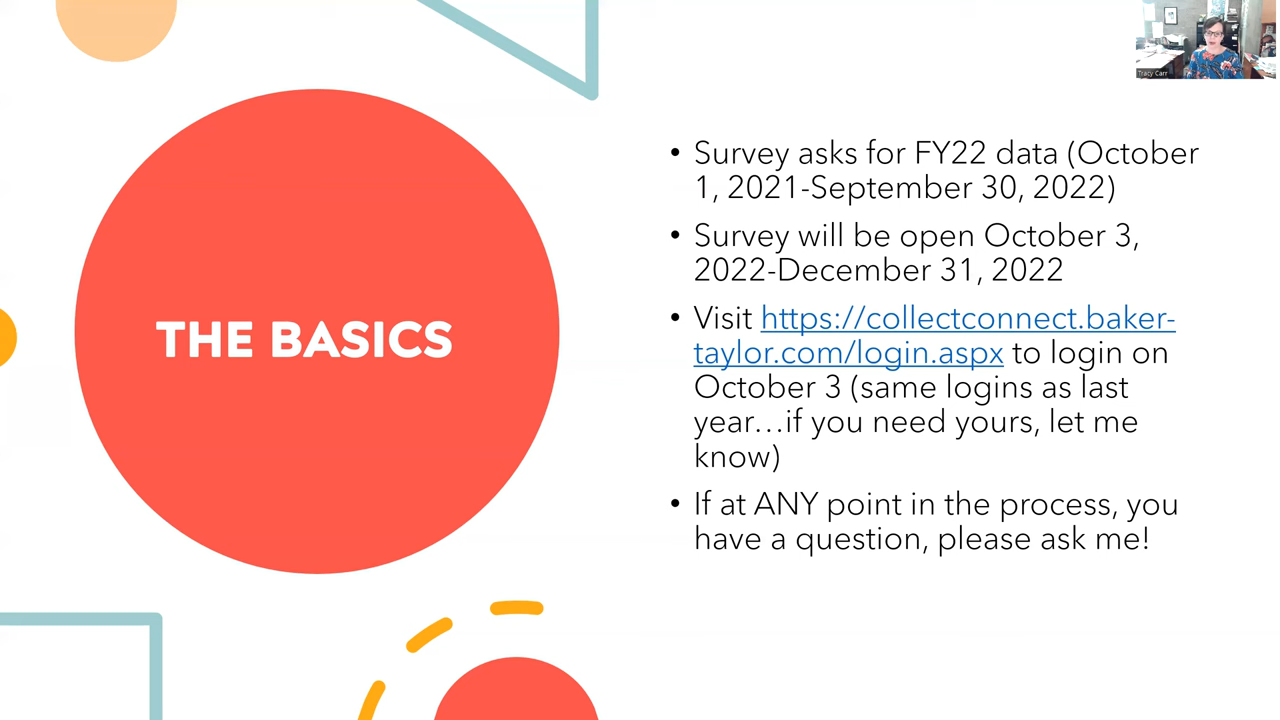 Tracy Carr
THE BASICS
• Survey asks for FY22 data (October
1, 2021-September 30, 2022)
• Survey will be open October 3,
2022-December 31, 2022
• Visit https://collectconnect.baker-
taylor.com/login.aspx to login on
October 3 (same logins as last
year…if you need yours, let me
know)
• If at ANY point in the process, you
have a question, please ask me!